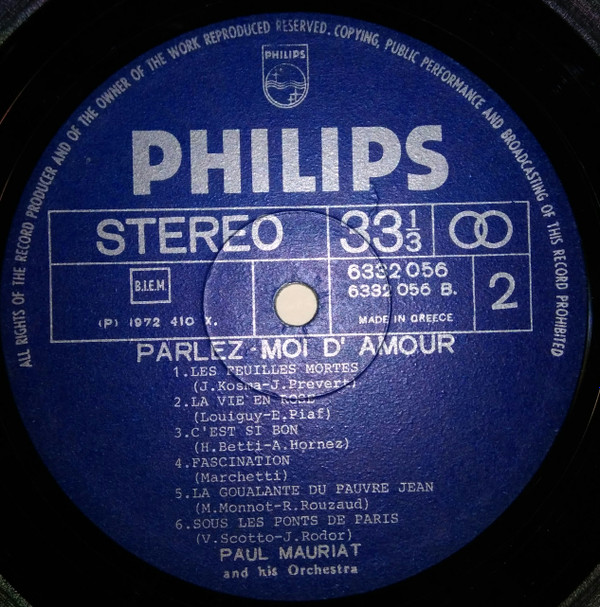 ALL RIGHTS OF THE RECORD PRODUCER AND OF THE OWNER OF THE WORK REPRODUCED RESERVED. COPYING, PUBLIC PERFORMANCE AND BROADCASTING OF THIS RECORD PROHIBITED
PHILIPS
PHILIPS
STEREO 33 1/3
B.I.E.M. 6332 056
6332 056 B. 2
(P) 1972 410 X. MADE IN GREECE
PARLEZ-MOI D' AMOUR
1.LES FEUILLES MORTES
(J.Kosma-J.Prevert)
2.LA VIE EN ROSE
(Louiguy-E.Piaf)
3.C'EST SI BON
(H.Betti-A.Hornez)
4.FASCINATION
(Marchetti)
5.LA GOUALANTE DU PAUVRE JEAN
(M.Monnot-R.Rouzaud)
6.SOUS LES PONTS DE PARIS
(V.Scotto-J.Rodor)
PAUL MAURIAT
and his Orchestra